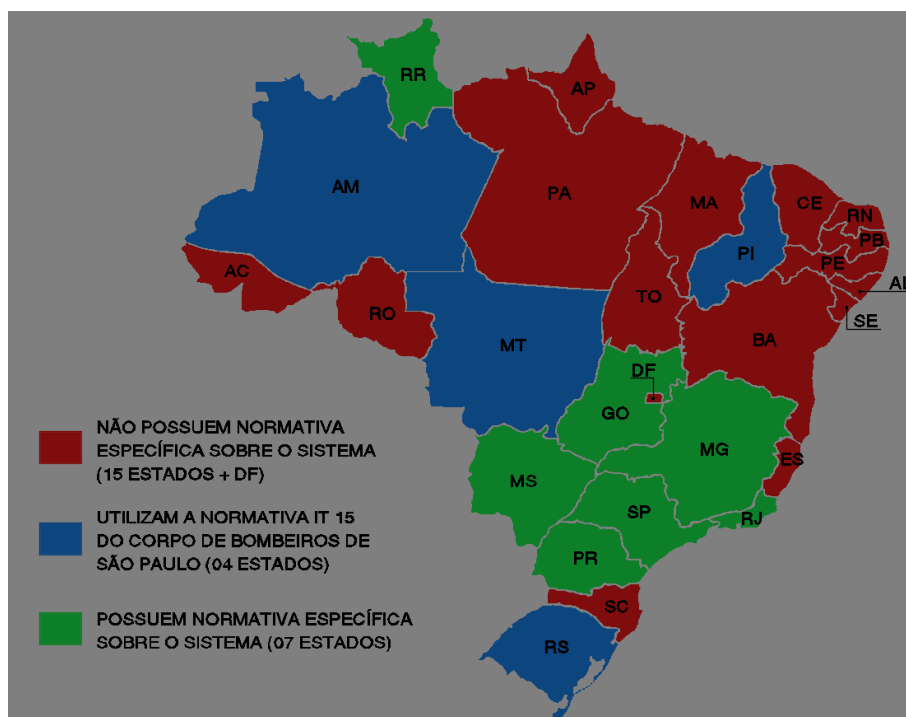 RR
AP
AM
PA
MA
CE
RN
PB
PI
PE
AC
AL
TO
RO
SE
BA
MT
DF
GO
NÃO POSSUEM NORMATIVA
ESPECÍFICA SOBRE O SISTEMA
(15 ESTADOS + DF)
MG
ES
MS
SP
RJ
UTILIZAM A NORMATIVA IT 15
DO CORPO DE BOMBEIROS DE
SÃO PAULO (04 ESTADOS)
PR
SC
POSSUEM NORMATIVA ESPECÍFICA
SOBRE O SISTEMA (07 ESTADOS)
RS